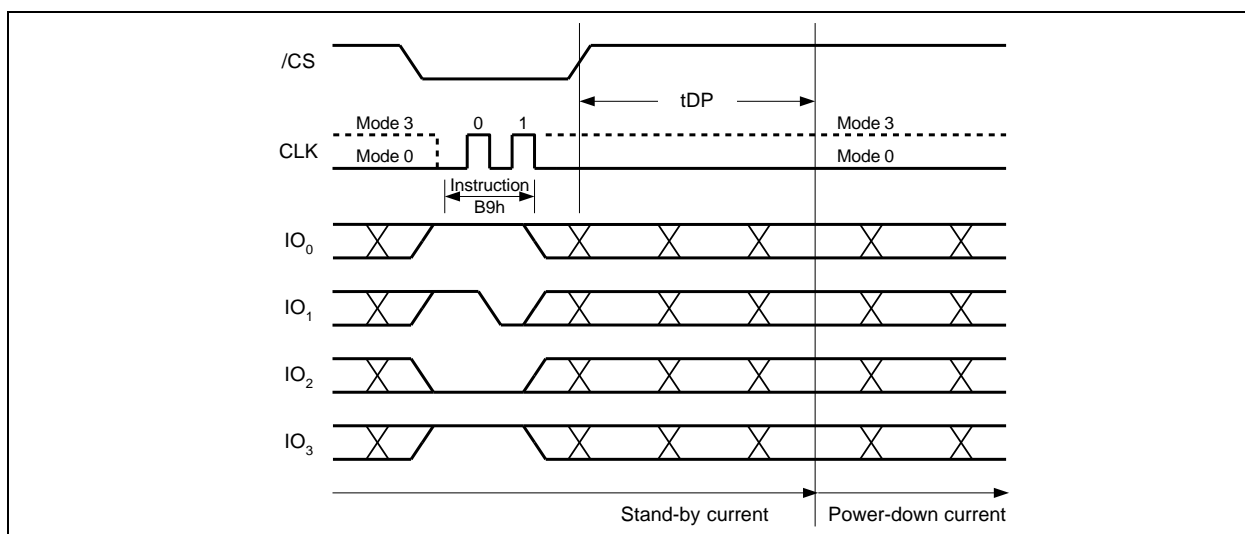 /CS
tDP
Mode 3 0 1 Mode 3
CLK
Mode 0 Mode 0
Instruction
B9h
IO0
IO1
IO2
IO3
Stand-by current Power-down current